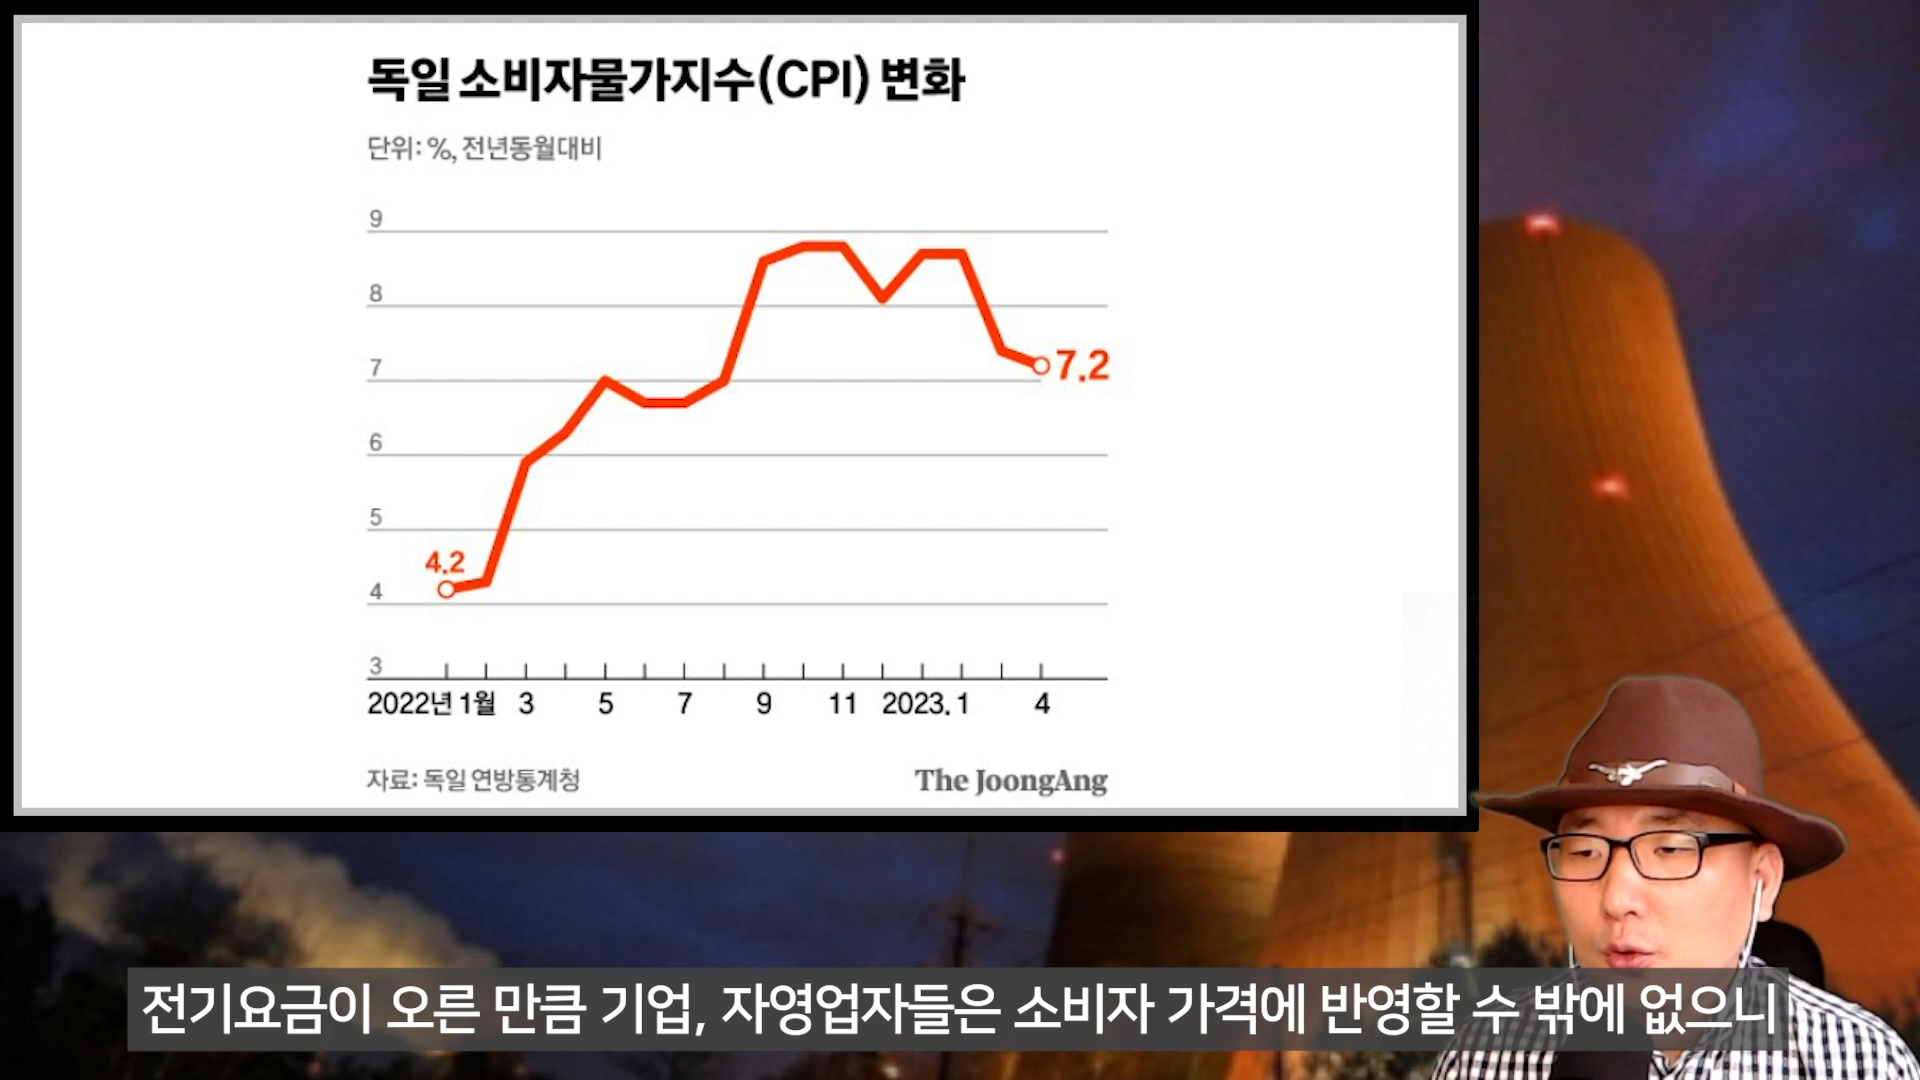 독일 소비자물가지수(CPI) 변화
단위: %, 전년동월대비
9
8
7
6
5
4
3
4.2
7.2
2022년 1월 3 5 7 9 11 2023.1 4
자료: 독일 연방통계청
The JoongAng
전기요금이 오른 만큼 기업, 자영업자들은 소비자 가격에 반영할 수 밖에 없으니